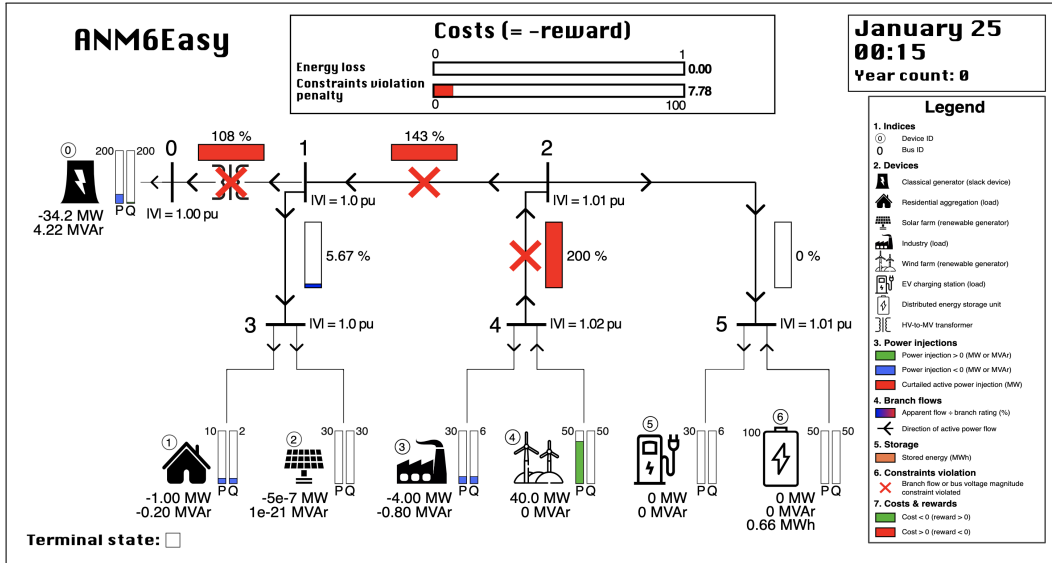 ANM6Easy
Costs (= -reward)
0 1
Energy loss 0.00
Constraints violation penalty 7.78
0 100
January 25
00:15
Year count: 0
Legend
1. Indices
0 Device ID
0 Bus ID
2. Devices
Classical generator (slack device)
Residential aggregation (load)
Solar farm (renewable generator)
Industry (load)
Wind farm (renewable generator)
EV charging station (load)
Distributed energy storage unit
HV-to-MV transformer
3. Power injections
Power injection > 0 (MW or MVAr)
Power injection < 0 (MW or MVAr)
Curtailed active power injection (MW)
4. Branch flows
Apparent flow ÷ branch rating (%)
Direction of active power flow
5. Storage
Stored energy (MWh)
6. Constraints violation
Branch flow or bus voltage magnitude
constraint violated
7. Costs & rewards
Cost < 0 (reward > 0)
Cost > 0 (reward < 0)
108 %
143 %
0
200 200
0
1
2
P Q
-34.2 MW
4.22 MVAr
|V| = 1.00 pu
|V| = 1.0 pu
|V| = 1.01 pu
5.67 %
200 %
0 %
3
|V| = 1.0 pu
4
|V| = 1.02 pu
5
|V| = 1.01 pu
1
10 2
P Q
-1.00 MW
-0.20 MVAr
2
30 30
P Q
-5e-7 MW
1e-21 MVAr
3
30 6
P Q
-4.00 MW
-0.80 MVAr
4
50 50
P Q
40.0 MW
0 MVAr
5
30 6
P Q
0 MW
0 MVAr
6
100
50 50
P Q
0 MW
0 MVAr
0.66 MWh
Terminal state: